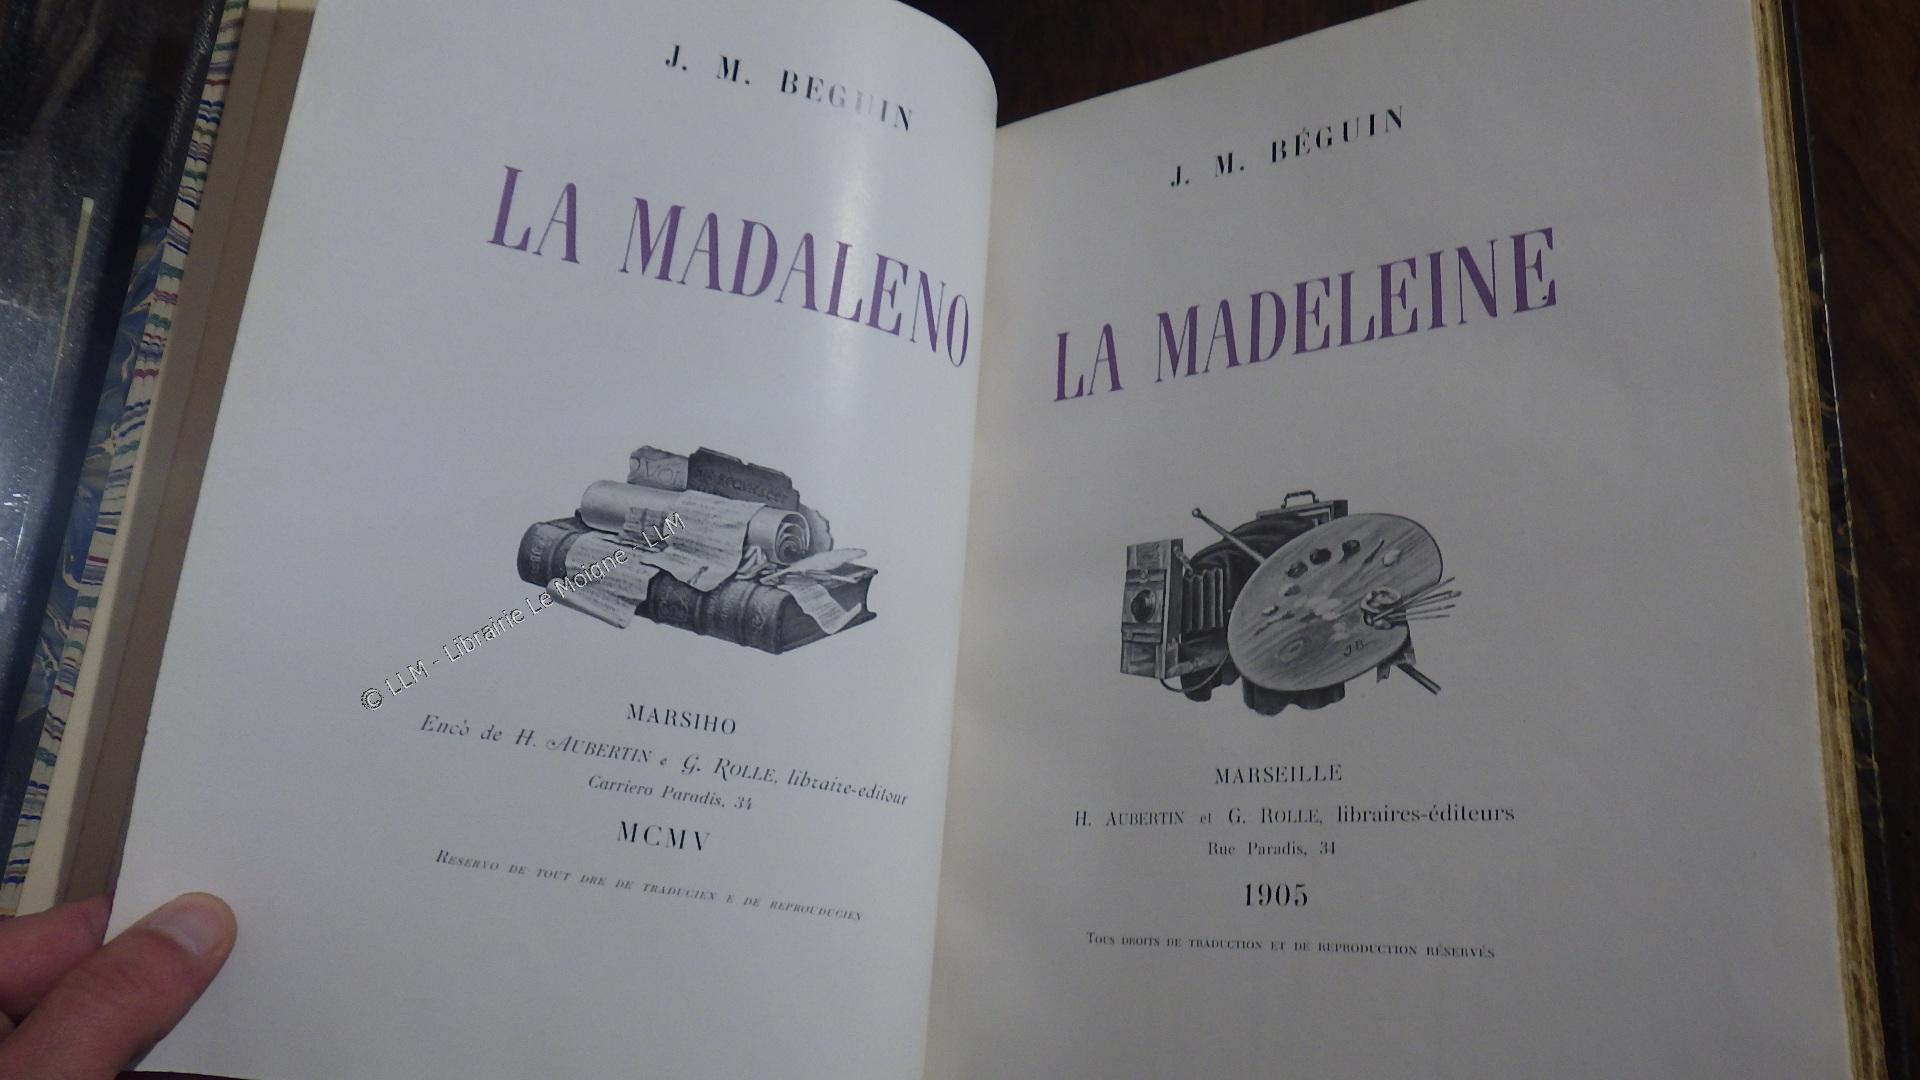 J. M. BEGUIN
LA MADALENO
© LLM - Librairie Le Moigne - LLM
MARSIHO
Encò de H. AUBERTIN e G. ROLLE, libraire-editour
Carriero Paradis, 34
MCMV
RESERVO DE TOUT DRE DE TRADUCIEN E DE REPROUDUCIEN
J. M. BÉGUIN
LA MADELEINE
J B
MARSEILLE
H. AUBERTIN et G. ROLLE, libraires-éditeurs
Rue Paradis, 34
1905
TOUS DROITS DE TRADUCTION ET DE REPRODUCTION RÉSERVÉS